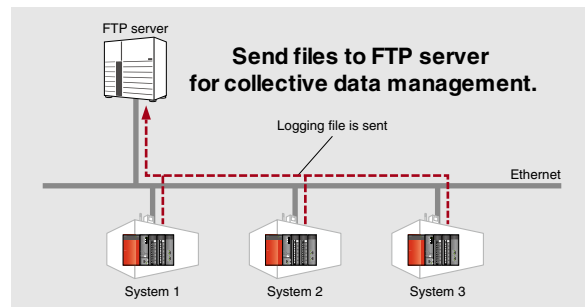 FTP server
Send files to FTP server
for collective data management.
Logging file is sent
Ethernet
System 1
System 2
System 3